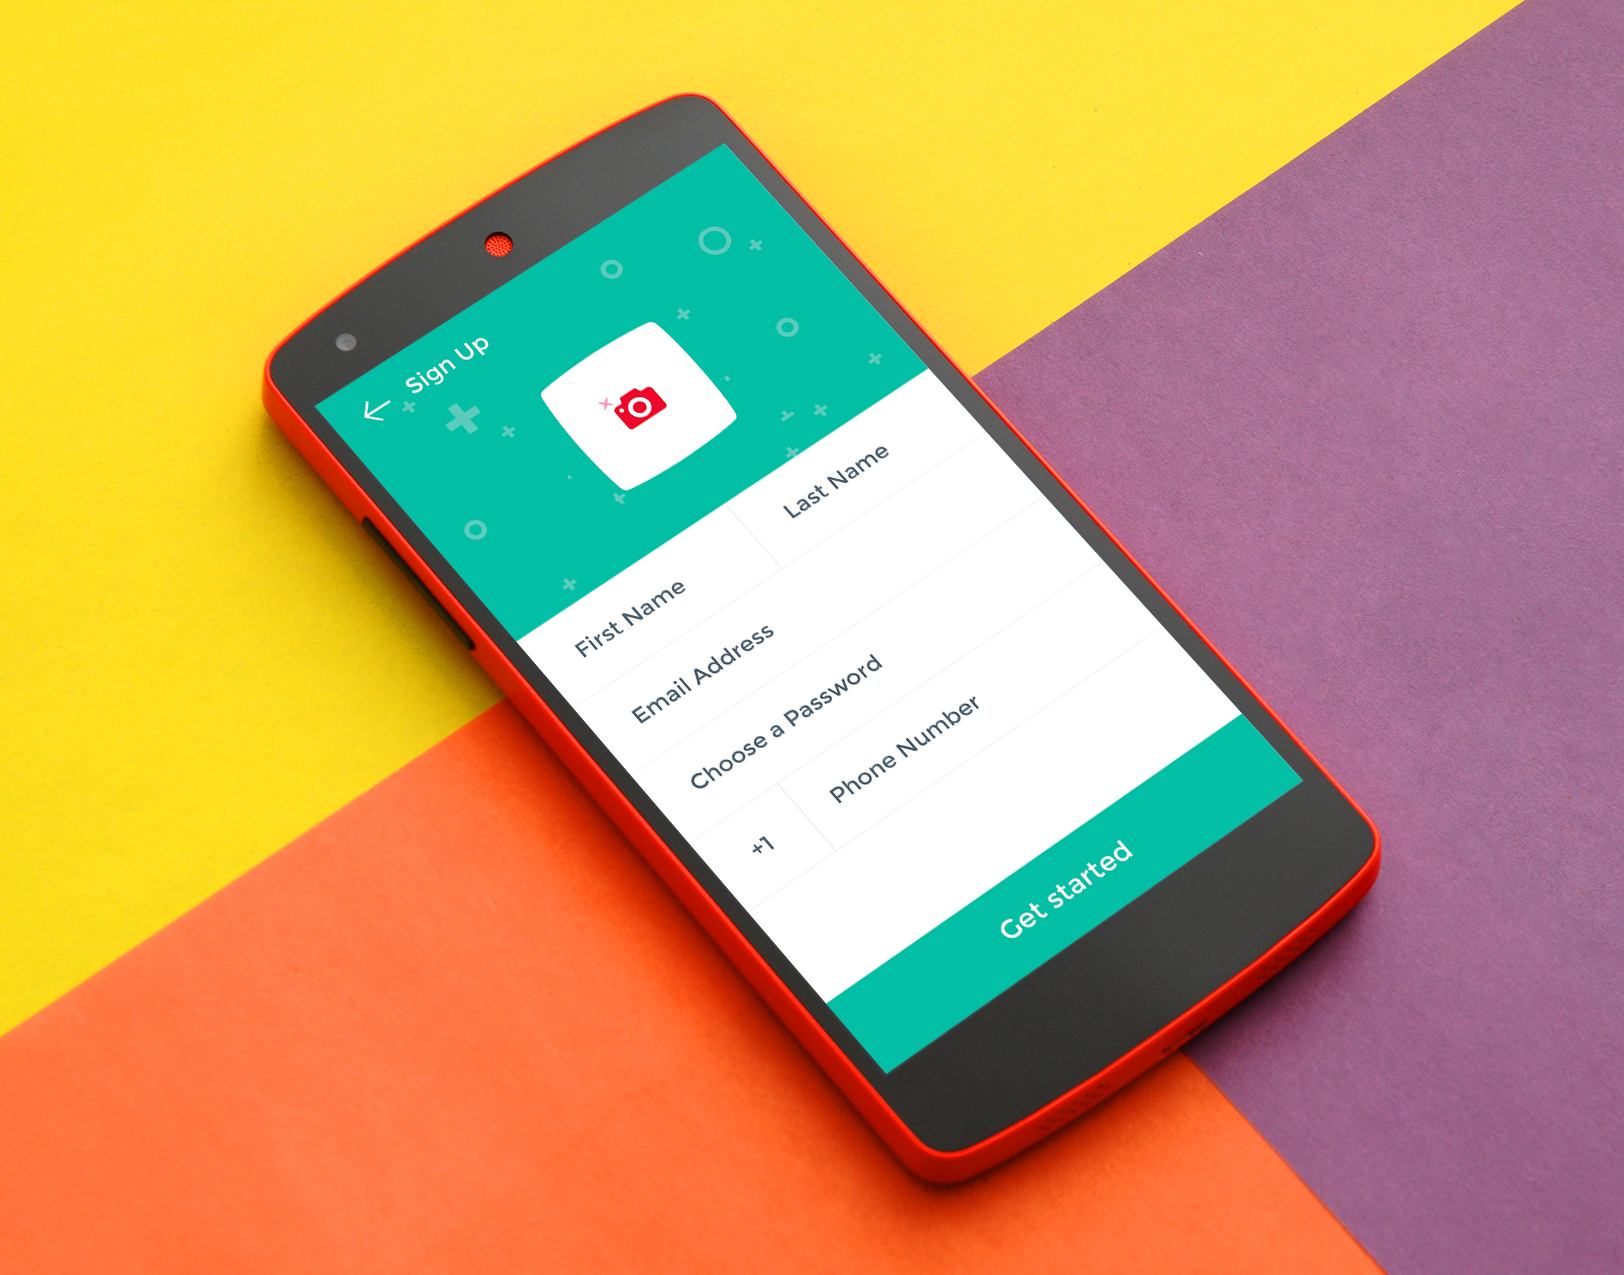 Sign Up
First Name
Last Name
Email Address
Choose a Password
+1
Phone Number
Get started